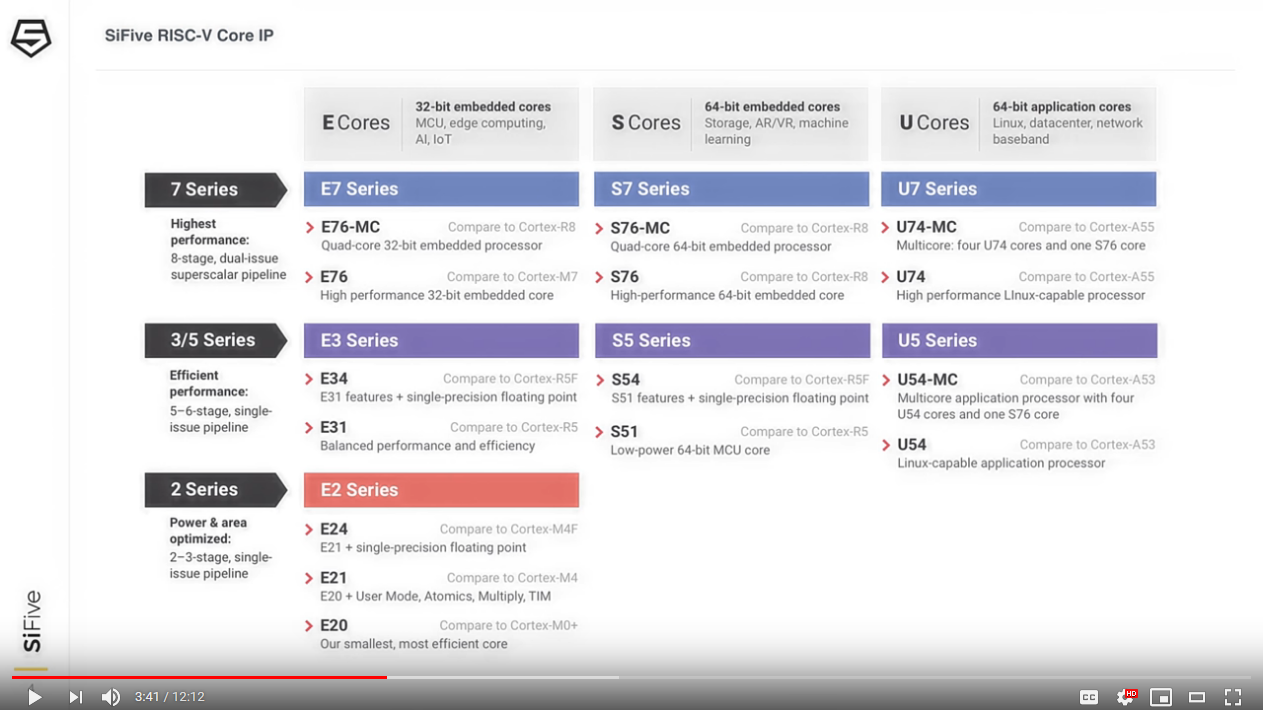 SiFive RISC-V Core IP
E Cores
32-bit embedded cores
MCU, edge computing,
AI, IoT
S Cores
64-bit embedded cores
Storage, AR/VR, machine
learning
U Cores
64-bit application cores
Linux, datacenter, network
baseband
7 Series
Highest
performance:
8-stage, dual-issue
superscalar pipeline
E7 Series
E76-MC Compare to Cortex-R8
Quad-core 32-bit embedded processor
E76 Compare to Cortex-M7
High performance 32-bit embedded core
S7 Series
S76-MC Compare to Cortex-R8
Quad-core 64-bit embedded processor
S76 Compare to Cortex-R8
High-performance 64-bit embedded core
U7 Series
U74-MC Compare to Cortex-A55
Multicore: four U74 cores and one S76 core
U74 Compare to Cortex-A55
High performance LInux-capable processor
3/5 Series
Efficient
performance:
5–6-stage, single-
issue pipeline
E3 Series
E34 Compare to Cortex-R5F
E31 features + single-precision floating point
E31 Compare to Cortex-R5
Balanced performance and efficiency
S5 Series
S54 Compare to Cortex-R5F
S51 features + single-precision floating point
S51 Compare to Cortex-R5
Low-power 64-bit MCU core
U5 Series
U54-MC Compare to Cortex-A53
Multicore application processor with four
U54 cores and one S76 core
U54 Compare to Cortex-A53
Linux-capable application processor
2 Series
Power & area
optimized:
2–3-stage, single-
issue pipeline
E2 Series
E24 Compare to Cortex-M4F
E21 + single-precision floating point
E21 Compare to Cortex-M4
E20 + User Mode, Atomics, Multiply, TIM
E20 Compare to Cortex-M0+
Our smallest, most efficient core
SiFive
3:41 / 12:12
CC
HD